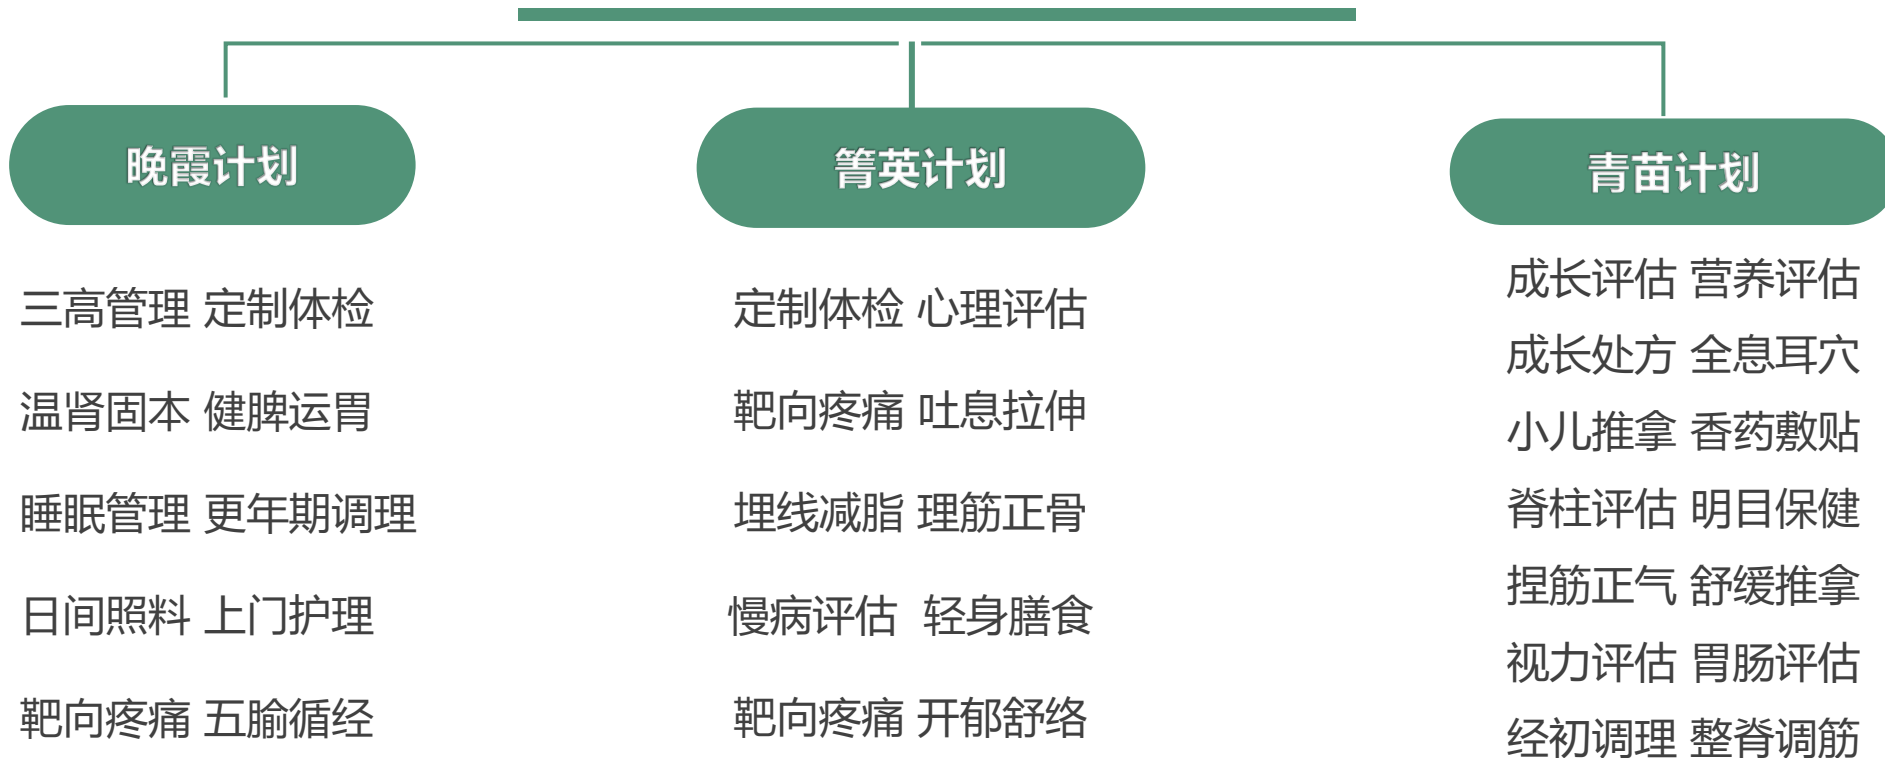 晚霞计划
三高管理 定制体检
温肾固本 健脾运胃
睡眠管理 更年期调理
日间照料 上门护理
靶向疼痛 五腧循经
箐英计划
定制体检 心理评估
靶向疼痛 吐息拉伸
埋线减脂 理筋正骨
慢病评估 轻身膳食
靶向疼痛 开郁舒络
青苗计划
成长评估 营养评估
成长处方 全息耳穴
小儿推拿 香药敷贴
脊柱评估 明目保健
捏筋正气 舒缓推拿
视力评估 胃肠评估
经初调理 整脊调筋